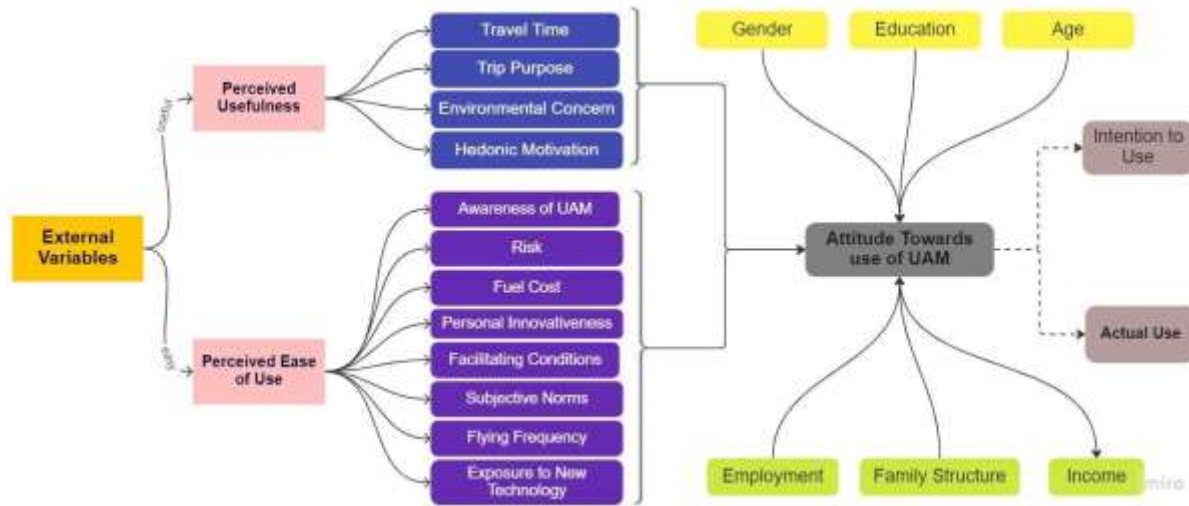 External
Variables
useful
Perceived
Usefulness
Travel Time
Trip Purpose
Environmental Concern
Hedonic Motivation
Perceived Ease
of Use
Awareness of UAM
Risk
Fuel Cost
Personal Innovativeness
Facilitating Conditions
Subjective Norms
Flying Frequency
Exposure to New
Technology
Gender
Education
Age
Attitude Towards
use of UAM
Employment
Family Structure
Income
Intention to
Use
Actual Use
miro